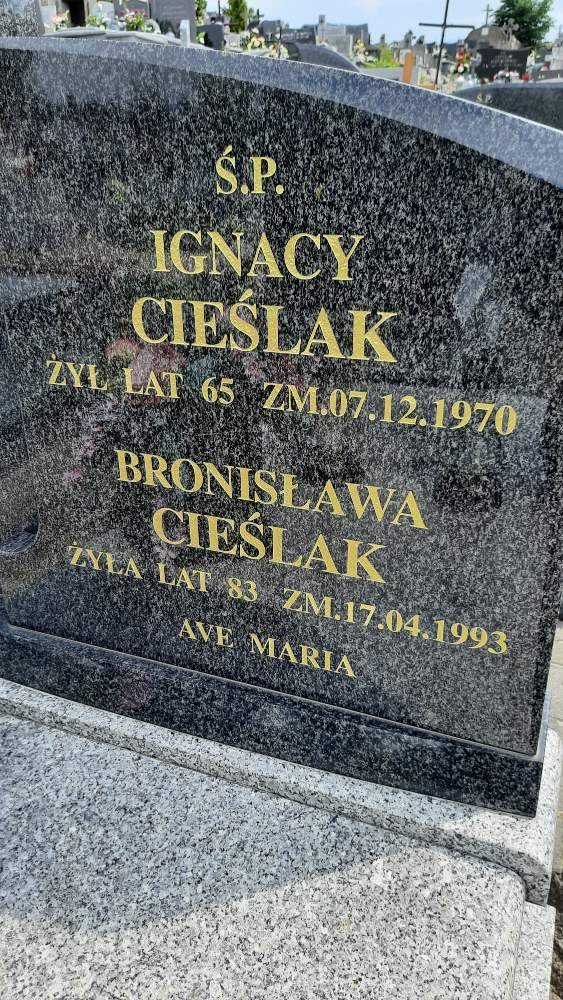 Ś.P.
IGNACY
CIEŚLAK
ŻYŁ LAT 65 ZM.07.12.1970
BRONISŁAWA
CIEŚLAK
ŻYŁA LAT 83 ZM.17.04.1993
AVE MARIA